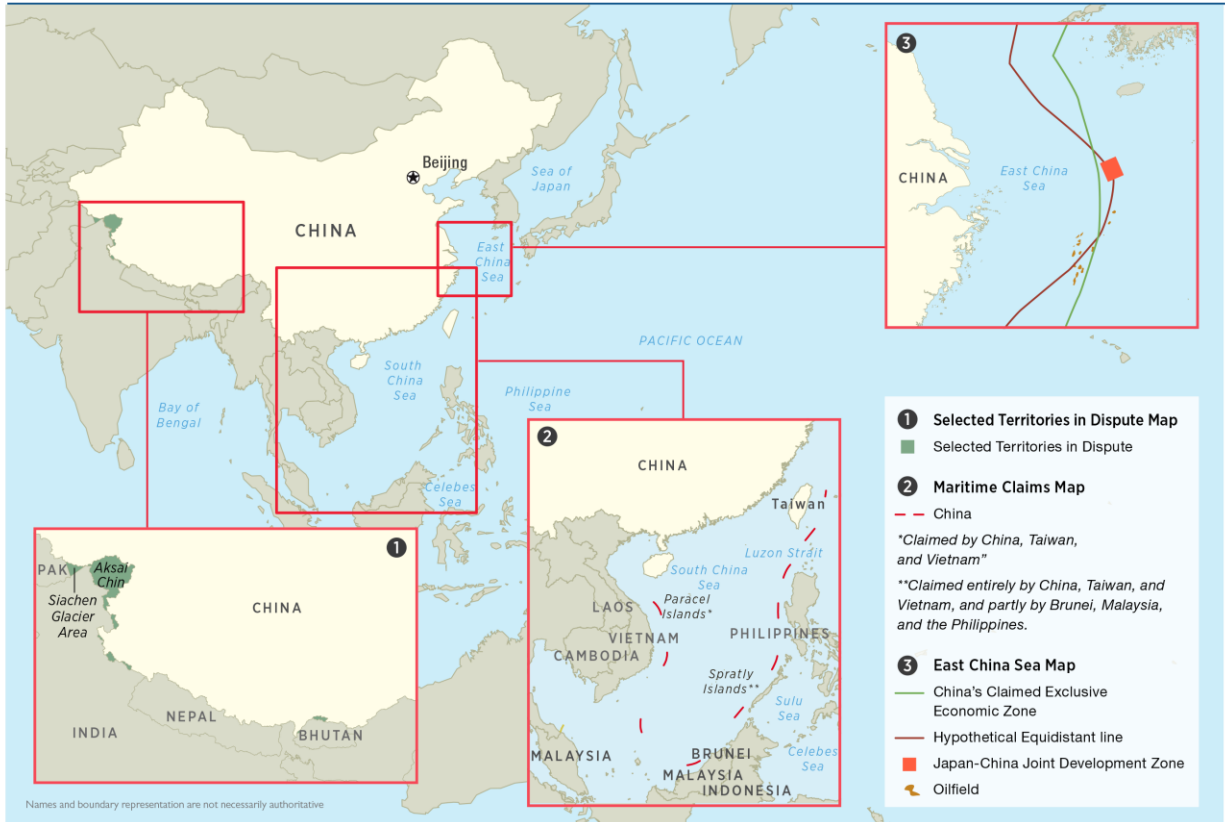 Beijing
CHINA
Sea of
Japan
East
China
Sea
PACIFIC OCEAN
South
China
Sea
Philippine
Sea
Bay of
Bengal
Celebes
Sea
3
CHINA
East China
Sea
1
PAK.
Aksai
Chin
Siachen
Glacier
Area
CHINA
NEPAL
INDIA
BHUTAN
Names and boundary representation are not necessarily authoritative
2
CHINA
Taiwan
Luzon Strait
South China
Sea
Paracel
Islands*
LAOS
VIETNAM
CAMBODIA
PHILIPPINES
Spratly
Islands**
Sulu
Sea
Celebes
Sea
MALAYSIA
BRUNEI
MALAYSIA
INDONESIA
1 Selected Territories in Dispute Map
Selected Territories in Dispute
2 Maritime Claims Map
China
*Claimed by China, Taiwan,
and Vietnam”
**Claimed entirely by China, Taiwan, and
Vietnam, and partly by Brunei, Malaysia,
and the Philippines.
3 East China Sea Map
China’s Claimed Exclusive
Economic Zone
Hypothetical Equidistant line
Japan-China Joint Development Zone
Oilfield